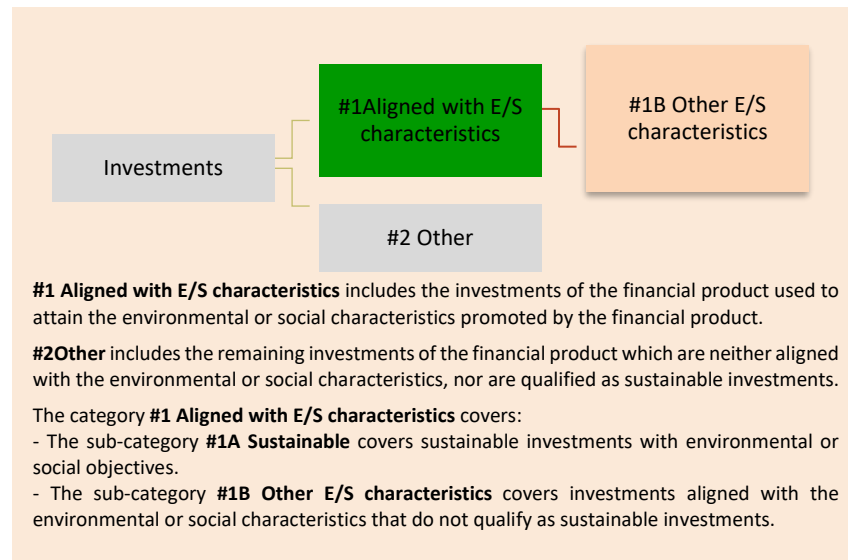 #1Aligned with E/S
characteristics
#1B Other E/S
characteristics
Investments
#2 Other
#1 Aligned with E/S characteristics includes the investments of the financial product used to
attain the environmental or social characteristics promoted by the financial product.
#2Other includes the remaining investments of the financial product which are neither aligned
with the environmental or social characteristics, nor are qualified as sustainable investments.
The category #1 Aligned with E/S characteristics covers:
- The sub-category #1A Sustainable covers sustainable investments with environmental or
social objectives.
- The sub-category #1B Other E/S characteristics covers investments aligned with the
environmental or social characteristics that do not qualify as sustainable investments.